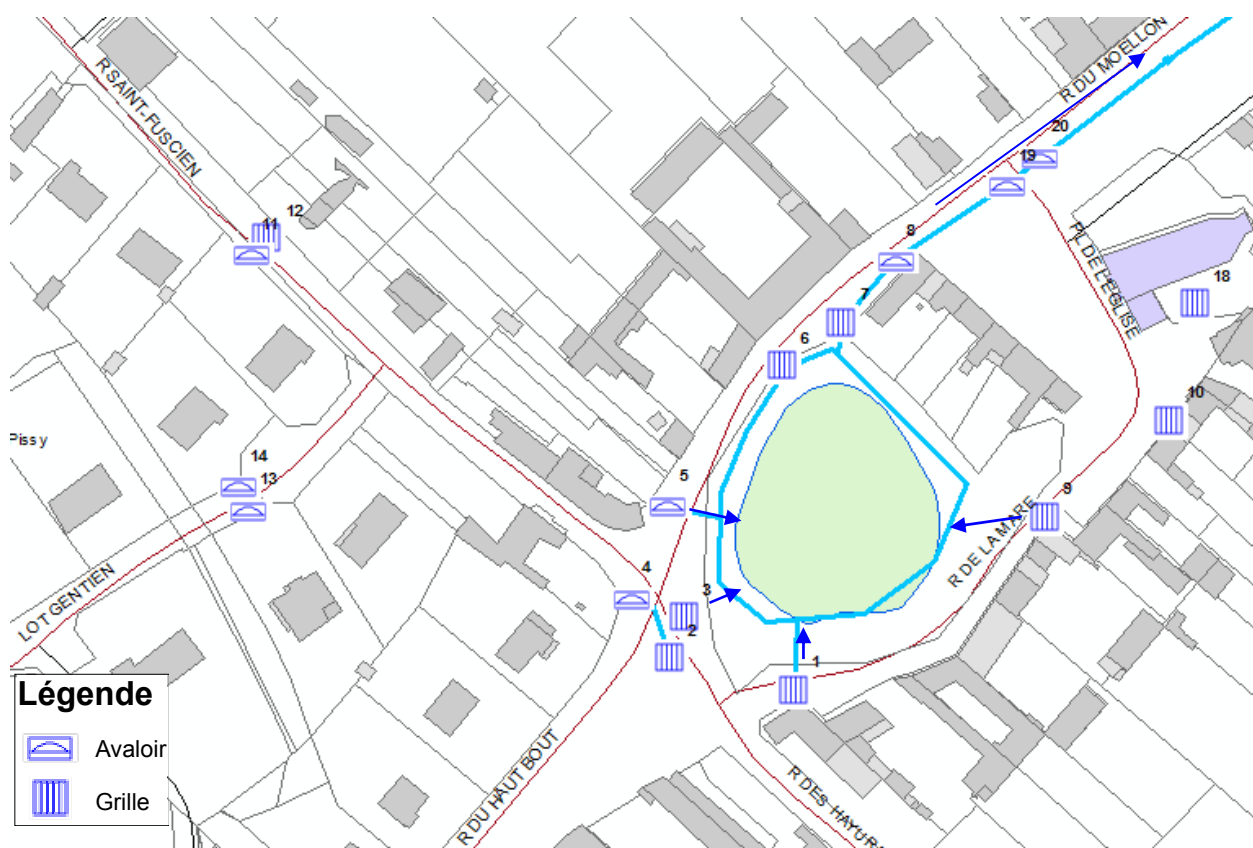 R SAINT-FUSCIEN
R DU MOELLON
20
19
12
11
8
PL DE L'EGLISE
18
7
6
10
Pissy
14
13
5
9
R DE LA MARE
4
3
LOT GENTIEN
2
1
Légende
Avaloir
Grille
R DU HAUT BOUT
R DES HAYURES